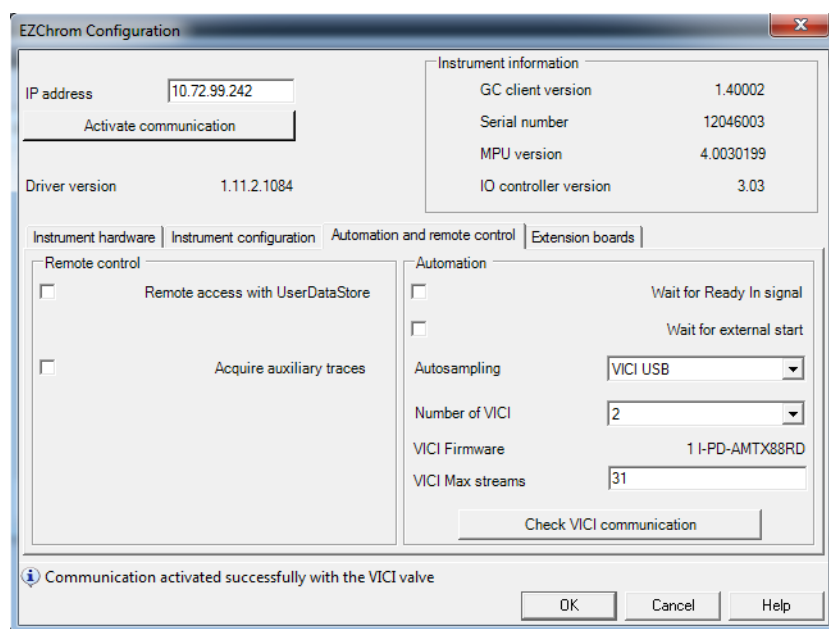 EZChrom Configuration
IP address 10.72.99.242
Activate communication
Driver version 1.11.2.1084
Instrument information
GC client version 1.40002
Serial number 12046003
MPU version 4.0030199
IO controller version 3.03
Instrument hardware Instrument configuration Automation and remote control Extension boards
Remote control
Remote access with UserDataStore
Acquire auxiliary traces
Automation
Wait for Ready In signal
Wait for external start
Autosampling VICI USB
Number of VICI 2
VICI Firmware 1 I-PD-AMTX88RD
VICI Max streams 31
Check VICI communication
Communication activated successfully with the VICI valve
OK Cancel Help